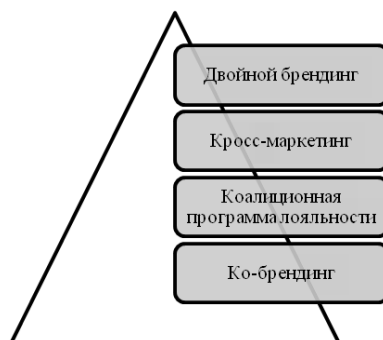 Двойной брендинг
Кросс-маркетинг
Коалиционная
программа лояльности
Ко-брендинг